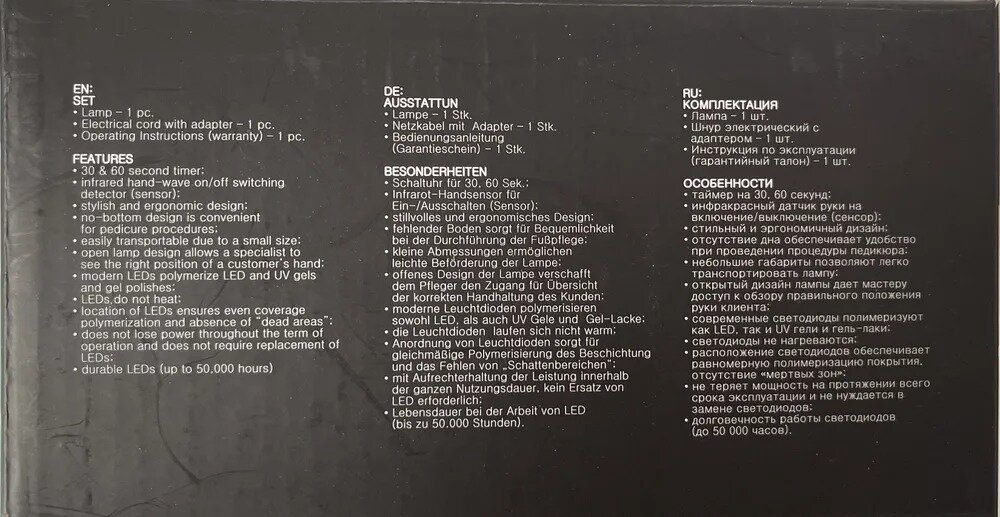 EN:
SET
• Lamp – 1 pc.
• Electrical cord with adapter – 1 pc.
• Operating Instructions (warranty) – 1 pc.
FEATURES
• 30 & 60 second timer;
• infrared hand-wave on/off switching
detector (sensor);
• stylish and ergonomic design;
• no-bottom design is convenient
for pedicure procedures;
• easily transportable due to a small size;
• open lamp design allows a specialist to
see the right position of a customer's hand;
• modern LEDs polymerize LED and UV gels
and gel polishes;
• LEDs do not heat;
• location of LEDs ensures even coverage
polymerization and absence of "dead areas";
• does not lose power throughout the term of
operation and does not require replacement of
LEDs;
• durable LEDs (up to 50.000 hours)
DE:
AUSSTATTUN
• Lampe – 1 Stk.
• Netzkabel mit Adapter – 1 Stk.
• Bedienungsanleitung
(Garantieschein) – 1 Stk.
BESONDERHEITEN
• Schaltuhr für 30, 60 Sek.;
• Infrarot-Handsensor für
Ein-/Ausschalten (Sensor);
• stillvolles und ergonomisches Design;
• fehlender Boden sorgt für Bequemlichkeit
bei der Durchführung der Fußpflege;
• kleine Abmessungen ermöglichen
leichte Beförderung der Lampe;
• offenes Design der Lampe verschafft
dem Pfleger den Zugang für Übersicht
der korrekten Handhaltung des Kunden;
• moderne Leuchtdioden polymerisieren
sowohl LED, als auch UV Gele und Gel-Lacke;
• die Leuchtdioden laufen sich nicht warm;
• Anordnung von Leuchtdioden sorgt für
gleichmäßige Polymerisierung des Beschichtung
und das Fehlen von „Schattenbereichen";
• mit Aufrechterhaltung der Leistung innerhalb
der ganzen Nutzungsdauer, kein Ersatz von
LED erforderlich;
• Lebensdauer bei der Arbeit von LED
(bis zu 50.000 Stunden).
RU:
КОМПЛЕКТАЦИЯ
• Лампа – 1 шт.
• Шнур электрический с
адаптером – 1 шт.
• Инструкция по эксплуатации
(гарантийный талон) – 1 шт.
ОСОБЕННОСТИ
• таймер на 30, 60 секунд;
• инфракрасный датчик руки на
включение/выключение (сенсор);
• стильный и эргономичный дизайн;
• отсутствие дна обеспечивает удобство
при проведении процедуры педикюра;
• небольшие габариты позволяют легко
транспортировать лампу;
• открытый дизайн лампы дает мастеру
доступ к обзору правильного положения
руки клиента;
• современные светодиоды полимеризуют
как LED, так и UV гели и гель-лаки;
• светодиоды не нагреваются;
• расположение светодиодов обеспечивает
равномерную полимеризацию покрытия,
отсутствие «мертвых зон»;
• не теряет мощность на протяжении всего
срока эксплуатации и не нуждается в
замене светодиодов;
• долговечность работы светодиодов
(до 50 000 часов).